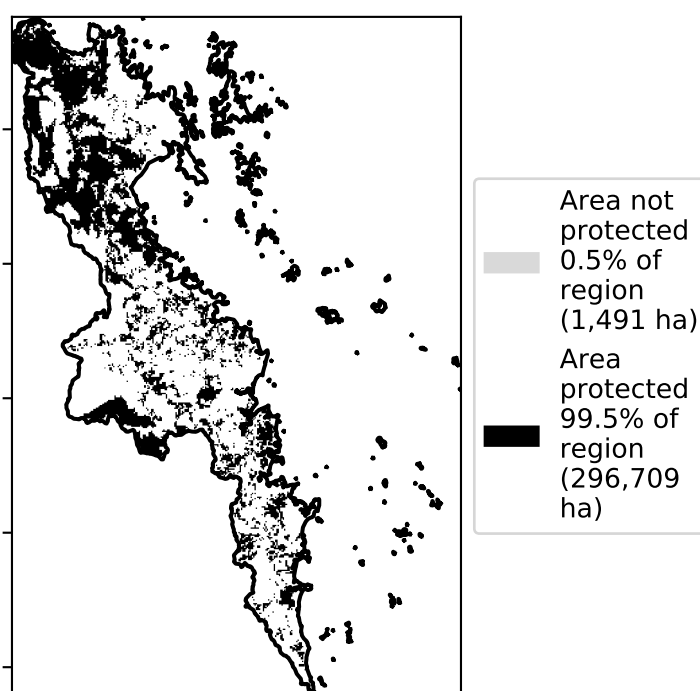 Area not
protected
0.5% of
region
(1,491 ha)
Area
protected
99.5% of
region
(296,709
ha)